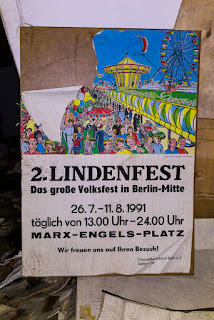 2. LINDENFEST
Das große Volksfest in Berlin-Mitte
26.7.–11.8.1991
täglich von 13.00 Uhr–24.00 Uhr
MARX-ENGELS-PLATZ
Wir freuen uns auf Ihren Besuch!